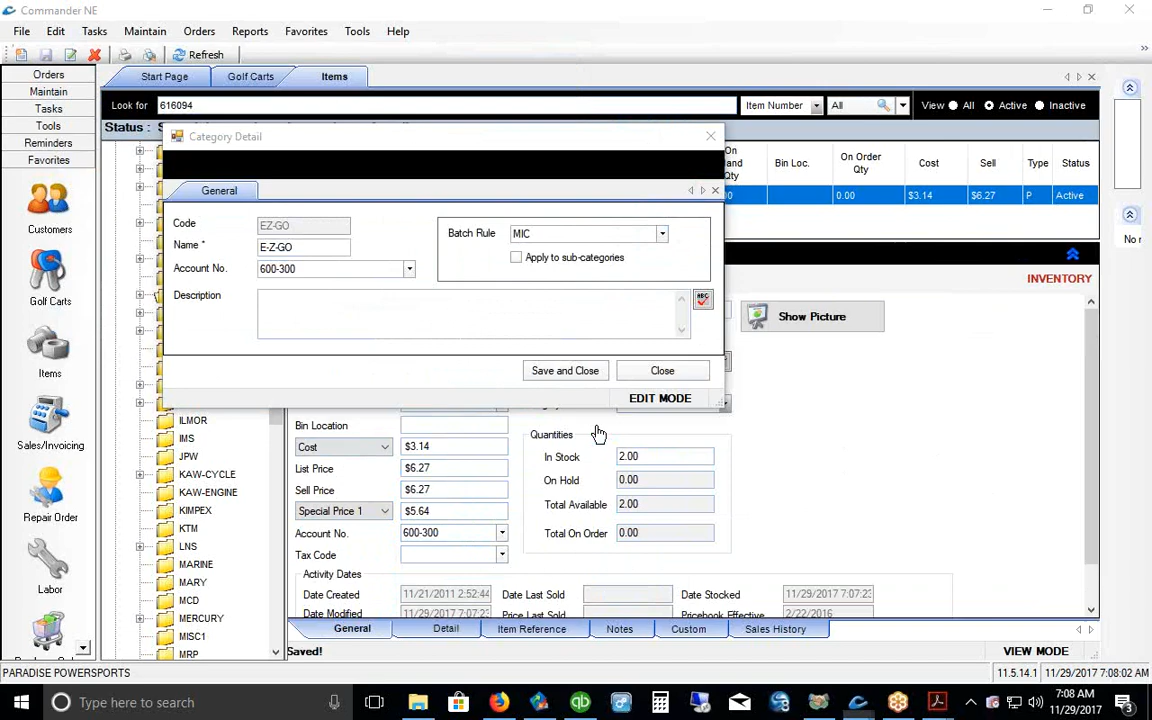 Commander NE
File Edit Tasks Maintain Orders Reports Favorites Tools Help
Refresh
Orders
Maintain
Tasks
Tools
Reminders
Favorites
Customers
Golf Carts
Items
Sales/Invoicing
Repair Order
Labor
Start Page Golf Carts Items
Look for 616094 Item Number All View All Active Inactive
Status :
On Hand Qty Bin Loc. On Order Qty Cost Sell Type Status
0.00 $3.14 $6.27 P Active
Category Detail
General
Code EZ-GO
Name * E-Z-GO
Account No. 600-300
Description
Batch Rule MIC
Apply to sub-categories
ABC
Save and Close Close
EDIT MODE
INVENTORY
Show Picture
ILMOR
IMS
JPW
KAW-CYCLE
KAW-ENGINE
KIMPEX
KTM
LNS
MARINE
MARY
MCD
MERCURY
MISC1
MRP
Bin Location
Cost $3.14
List Price $6.27
Sell Price $6.27
Special Price 1 $5.64
Account No. 600-300
Tax Code
Quantities
In Stock 2.00
On Hold 0.00
Total Available 2.00
Total On Order 0.00
Activity Dates
Date Created 11/21/2011 2:52:44 Date Last Sold Date Stocked 11/29/2017 7:07:23
Date Modified 11/29/2017 7:07:23 Price Last Sold Pricebook Effective 2/22/2016
General Detail Item Reference Notes Custom Sales History
Saved! VIEW MODE
PARADISE POWERSPORTS 11.5.14.1 11/29/2017 7:08:02 AM
Type here to search
7:08 AM
11/29/2017
3